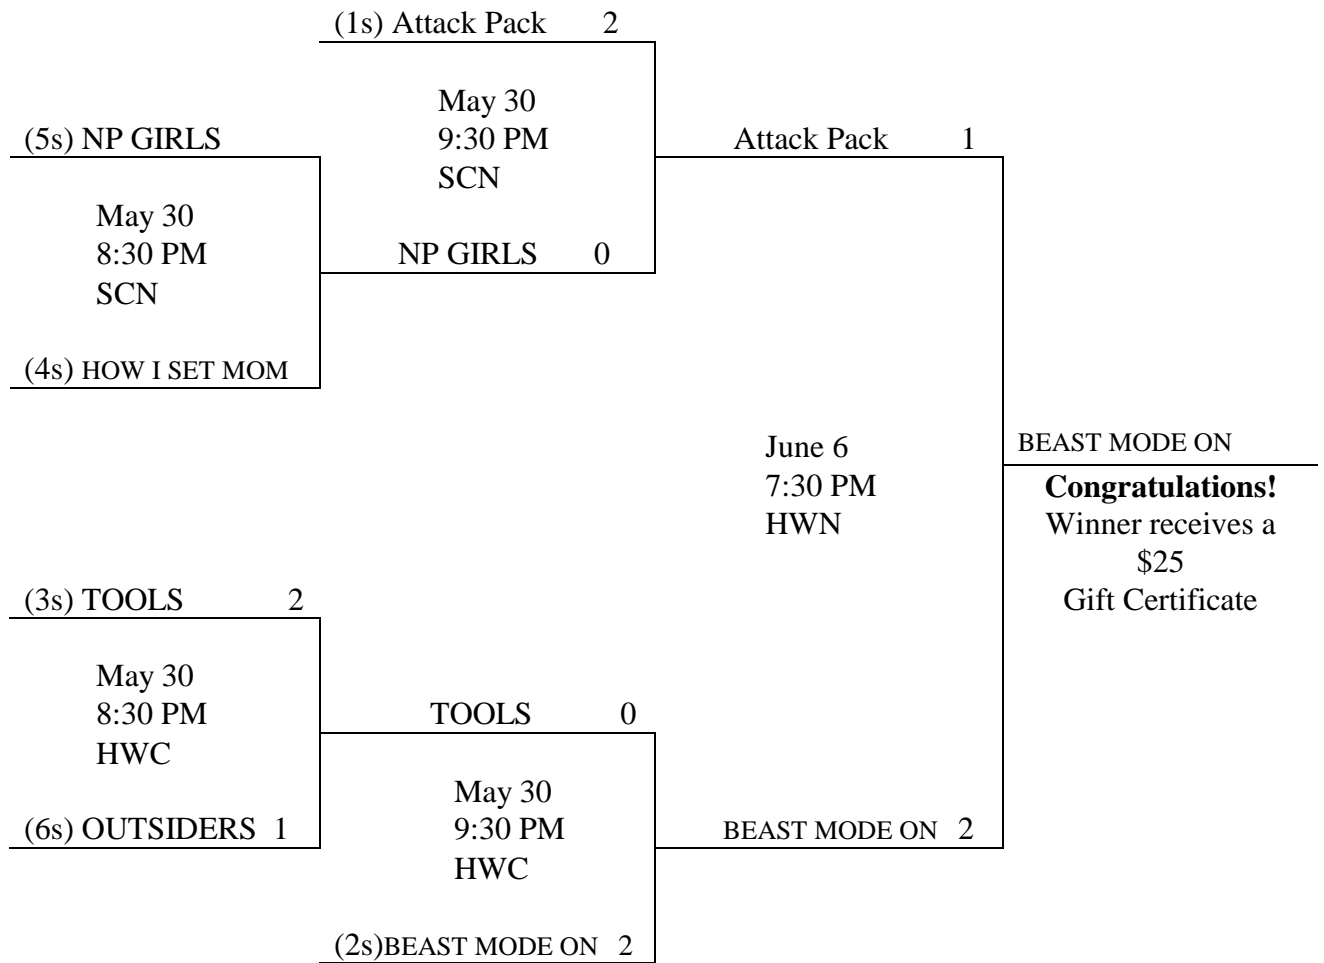 (1s) Attack Pack 2
May 30
9:30 PM
SCN
(5s) NP GIRLS
Attack Pack 1
May 30
8:30 PM
SCN
NP GIRLS 0
(4s) HOW I SET MOM
June 6
7:30 PM
HWN
BEAST MODE ON
Congratulations!
Winner receives a
$25
Gift Certificate
(3s) TOOLS 2
May 30
8:30 PM
HWC
TOOLS 0
(6s) OUTSIDERS 1
May 30
9:30 PM
HWC
BEAST MODE ON 2
(2s)BEAST MODE ON 2